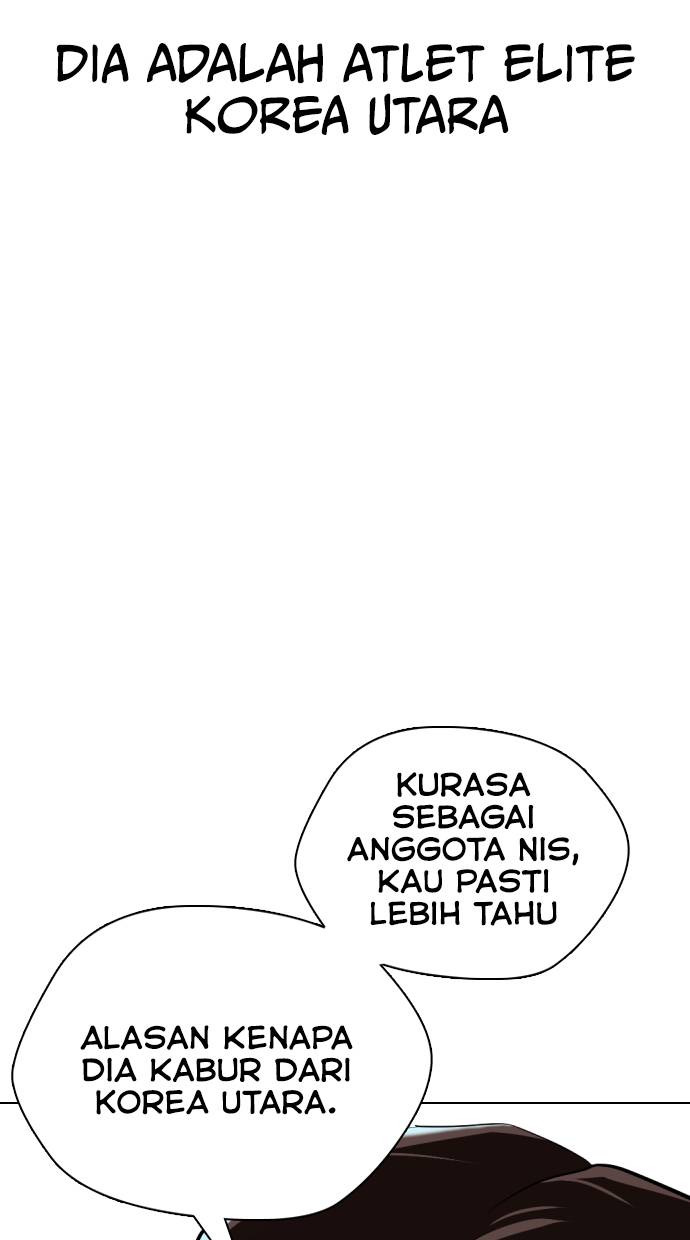 DIA ADALAH ATLET ELITE
KOREA UTARA
KURASA
SEBAGAI
ANGGOTA NIS,
KAU PASTI
LEBIH TAHU
ALASAN KENAPA
DIA KABUR DARI
KOREA UTARA.